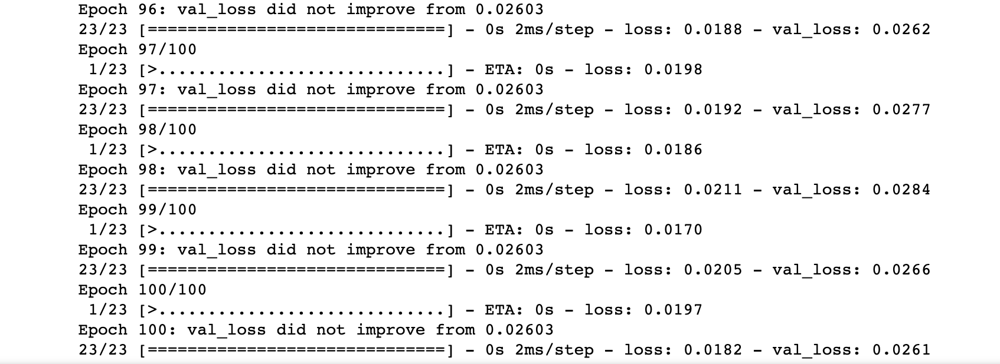 Epoch 96: val_loss did not improve from 0.02603
23/23 [==============================] - 0s 2ms/step - loss: 0.0188 - val_loss: 0.0262
Epoch 97/100
 1/23 [>.............................] - ETA: 0s - loss: 0.0198
Epoch 97: val_loss did not improve from 0.02603
23/23 [==============================] - 0s 2ms/step - loss: 0.0192 - val_loss: 0.0277
Epoch 98/100
 1/23 [>.............................] - ETA: 0s - loss: 0.0186
Epoch 98: val_loss did not improve from 0.02603
23/23 [==============================] - 0s 2ms/step - loss: 0.0211 - val_loss: 0.0284
Epoch 99/100
 1/23 [>.............................] - ETA: 0s - loss: 0.0170
Epoch 99: val_loss did not improve from 0.02603
23/23 [==============================] - 0s 2ms/step - loss: 0.0205 - val_loss: 0.0266
Epoch 100/100
 1/23 [>.............................] - ETA: 0s - loss: 0.0197
Epoch 100: val_loss did not improve from 0.02603
23/23 [==============================] - 0s 2ms/step - loss: 0.0182 - val_loss: 0.0261